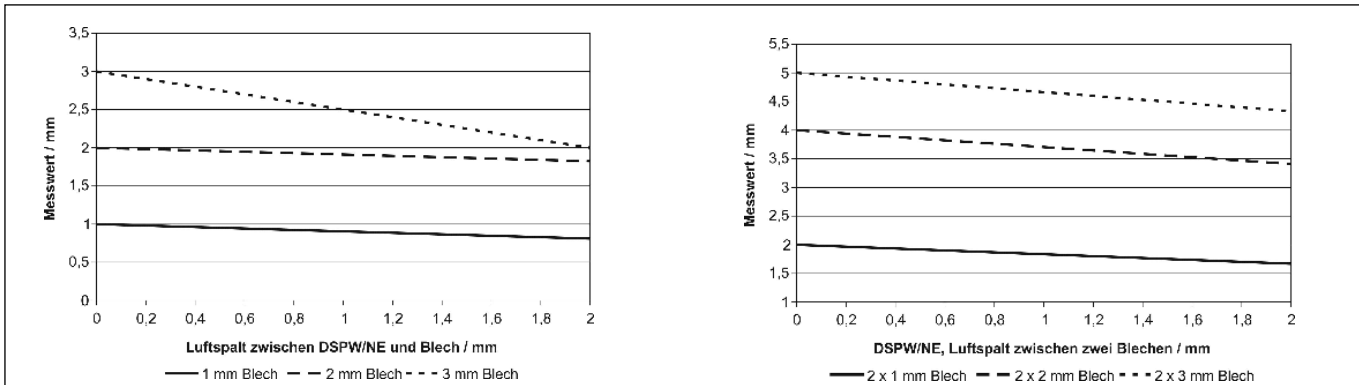 3,5
3
2,5
2
1,5
1
0,5
0
0 0,2 0,4 0,6 0,8 1 1,2 1,4 1,6 1,8 2
Messwert / mm
Luftspalt zwischen DSPW/NE und Blech / mm
1 mm Blech 2 mm Blech 3 mm Blech
5,5
5
4,5
4
3,5
3
2,5
2
1,5
1
0 0,2 0,4 0,6 0,8 1 1,2 1,4 1,6 1,8 2
Messwert / mm
DSPW/NE, Luftspalt zwischen zwei Blechen / mm
2 x 1 mm Blech 2 x 2 mm Blech 2 x 3 mm Blech